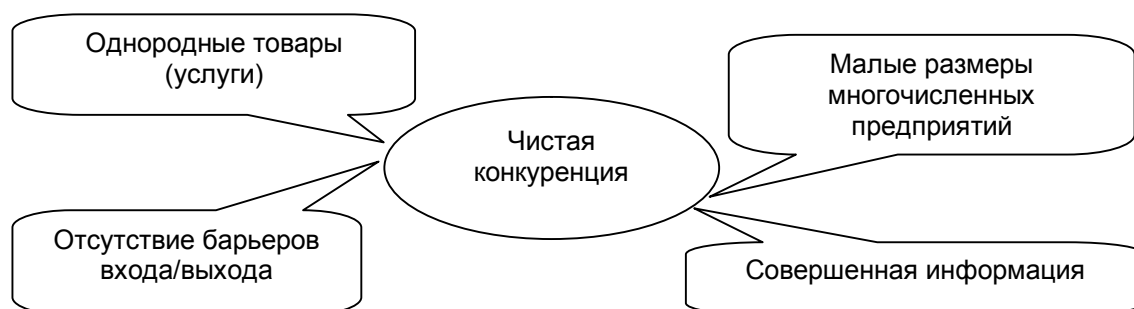 Однородные товары
(услуги)
Малые размеры
многочисленных
предприятий
Чистая
конкуренция
Отсутствие барьеров
входа/выхода
Совершенная информация